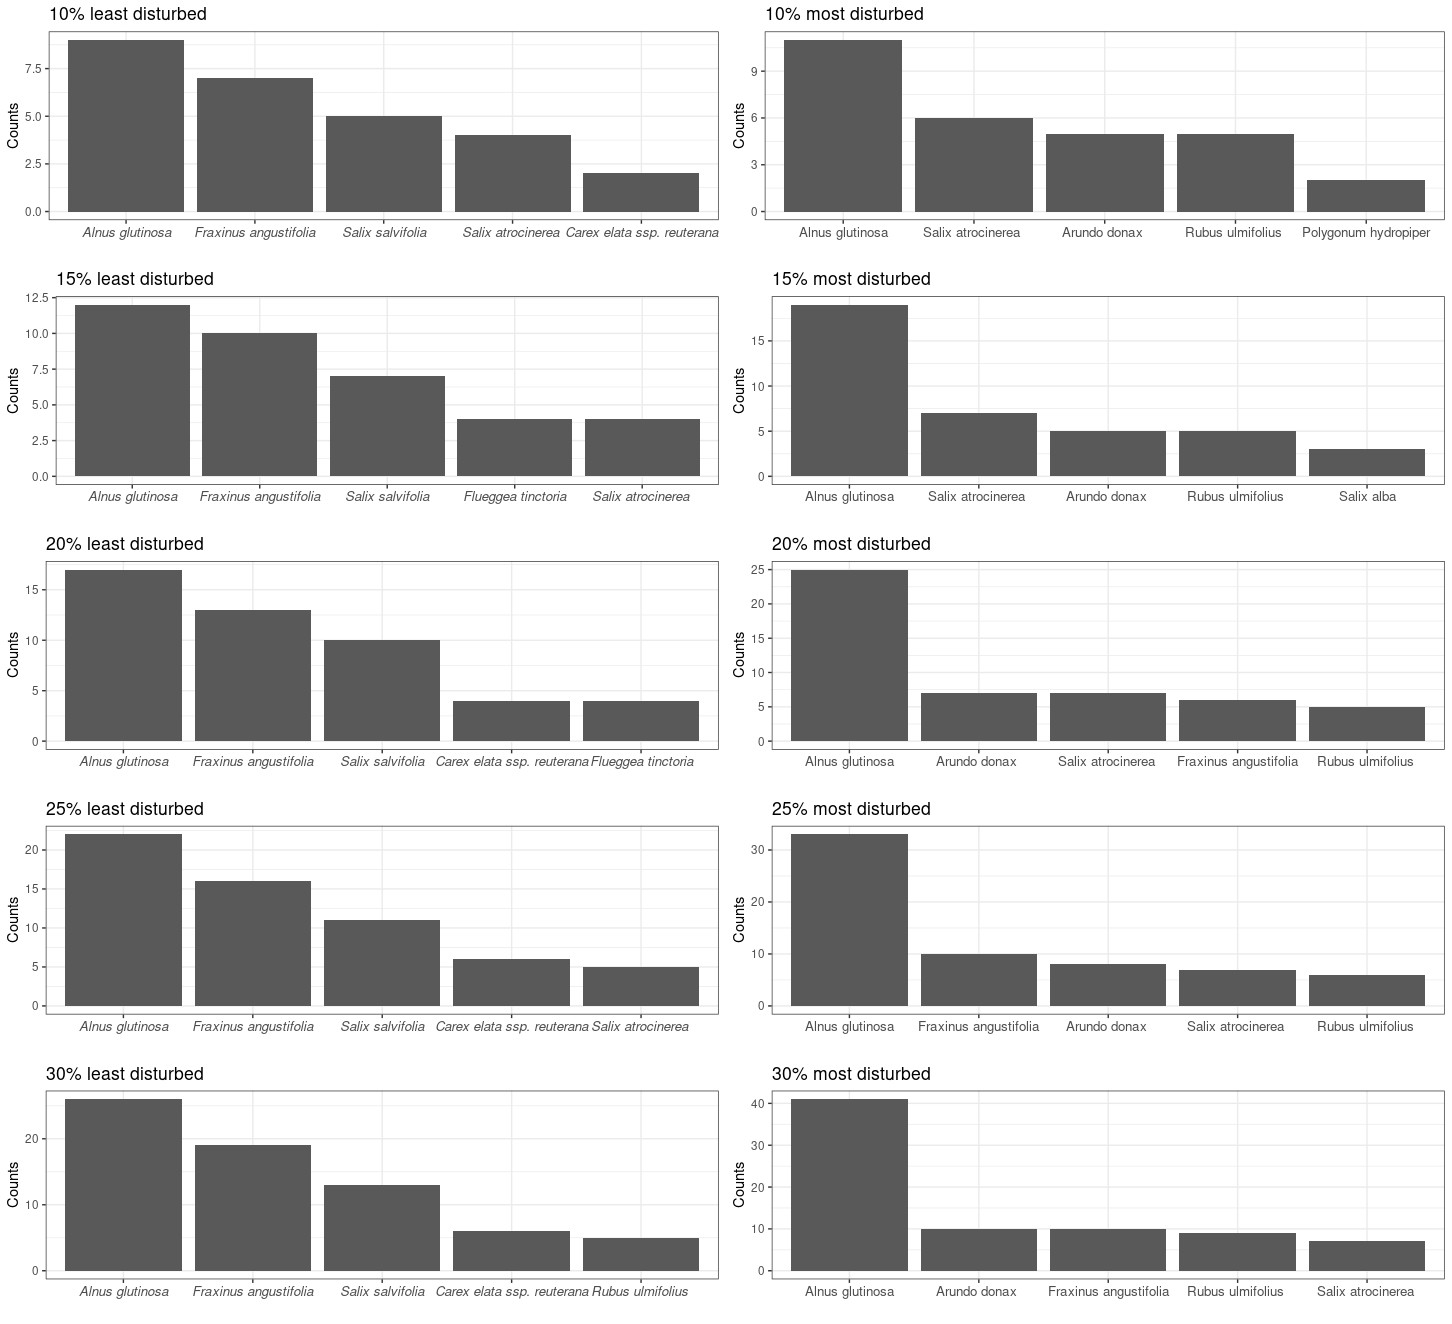 10% least disturbed
Counts
7.5
5.0
2.5
0.0
Alnus glutinosa Fraxinus angustifolia Salix salvifolia Salix atrocinerea Carex elata ssp. reuterana
10% most disturbed
Counts
9
6
3
0
Alnus glutinosa Salix atrocinerea Arundo donax Rubus ulmifolius Polygonum hydropiper
15% least disturbed
Counts
12.5
10.0
7.5
5.0
2.5
0.0
Alnus glutinosa Fraxinus angustifolia Salix salvifolia Flueggea tinctoria Salix atrocinerea
15% most disturbed
Counts
15
10
5
0
Alnus glutinosa Salix atrocinerea Arundo donax Rubus ulmifolius Salix alba
20% least disturbed
Counts
15
10
5
0
Alnus glutinosa Fraxinus angustifolia Salix salvifolia Carex elata ssp. reuterana Flueggea tinctoria
20% most disturbed
Counts
25
20
15
10
5
0
Alnus glutinosa Arundo donax Salix atrocinerea Fraxinus angustifolia Rubus ulmifolius
25% least disturbed
Counts
20
15
10
5
0
Alnus glutinosa Fraxinus angustifolia Salix salvifolia Carex elata ssp. reuterana Salix atrocinerea
25% most disturbed
Counts
30
20
10
0
Alnus glutinosa Fraxinus angustifolia Arundo donax Salix atrocinerea Rubus ulmifolius
30% least disturbed
Counts
20
10
0
Alnus glutinosa Fraxinus angustifolia Salix salvifolia Carex elata ssp. reuterana Rubus ulmifolius
30% most disturbed
Counts
40
30
20
10
0
Alnus glutinosa Arundo donax Fraxinus angustifolia Rubus ulmifolius Salix atrocinerea